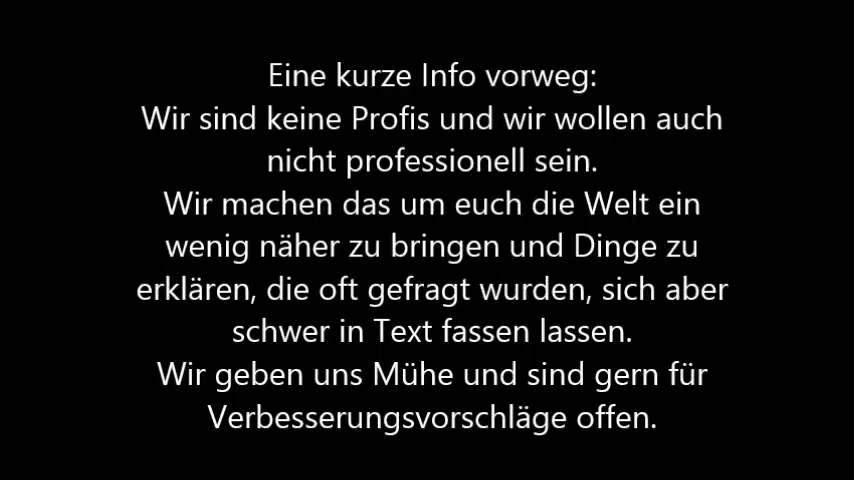 Eine kurze Info vorweg:
Wir sind keine Profis und wir wollen auch
nicht professionell sein.
Wir machen das um euch die Welt ein
wenig näher zu bringen und Dinge zu
erklären, die oft gefragt wurden, sich aber
schwer in Text fassen lassen.
Wir geben uns Mühe und sind gern für
Verbesserungsvorschläge offen.